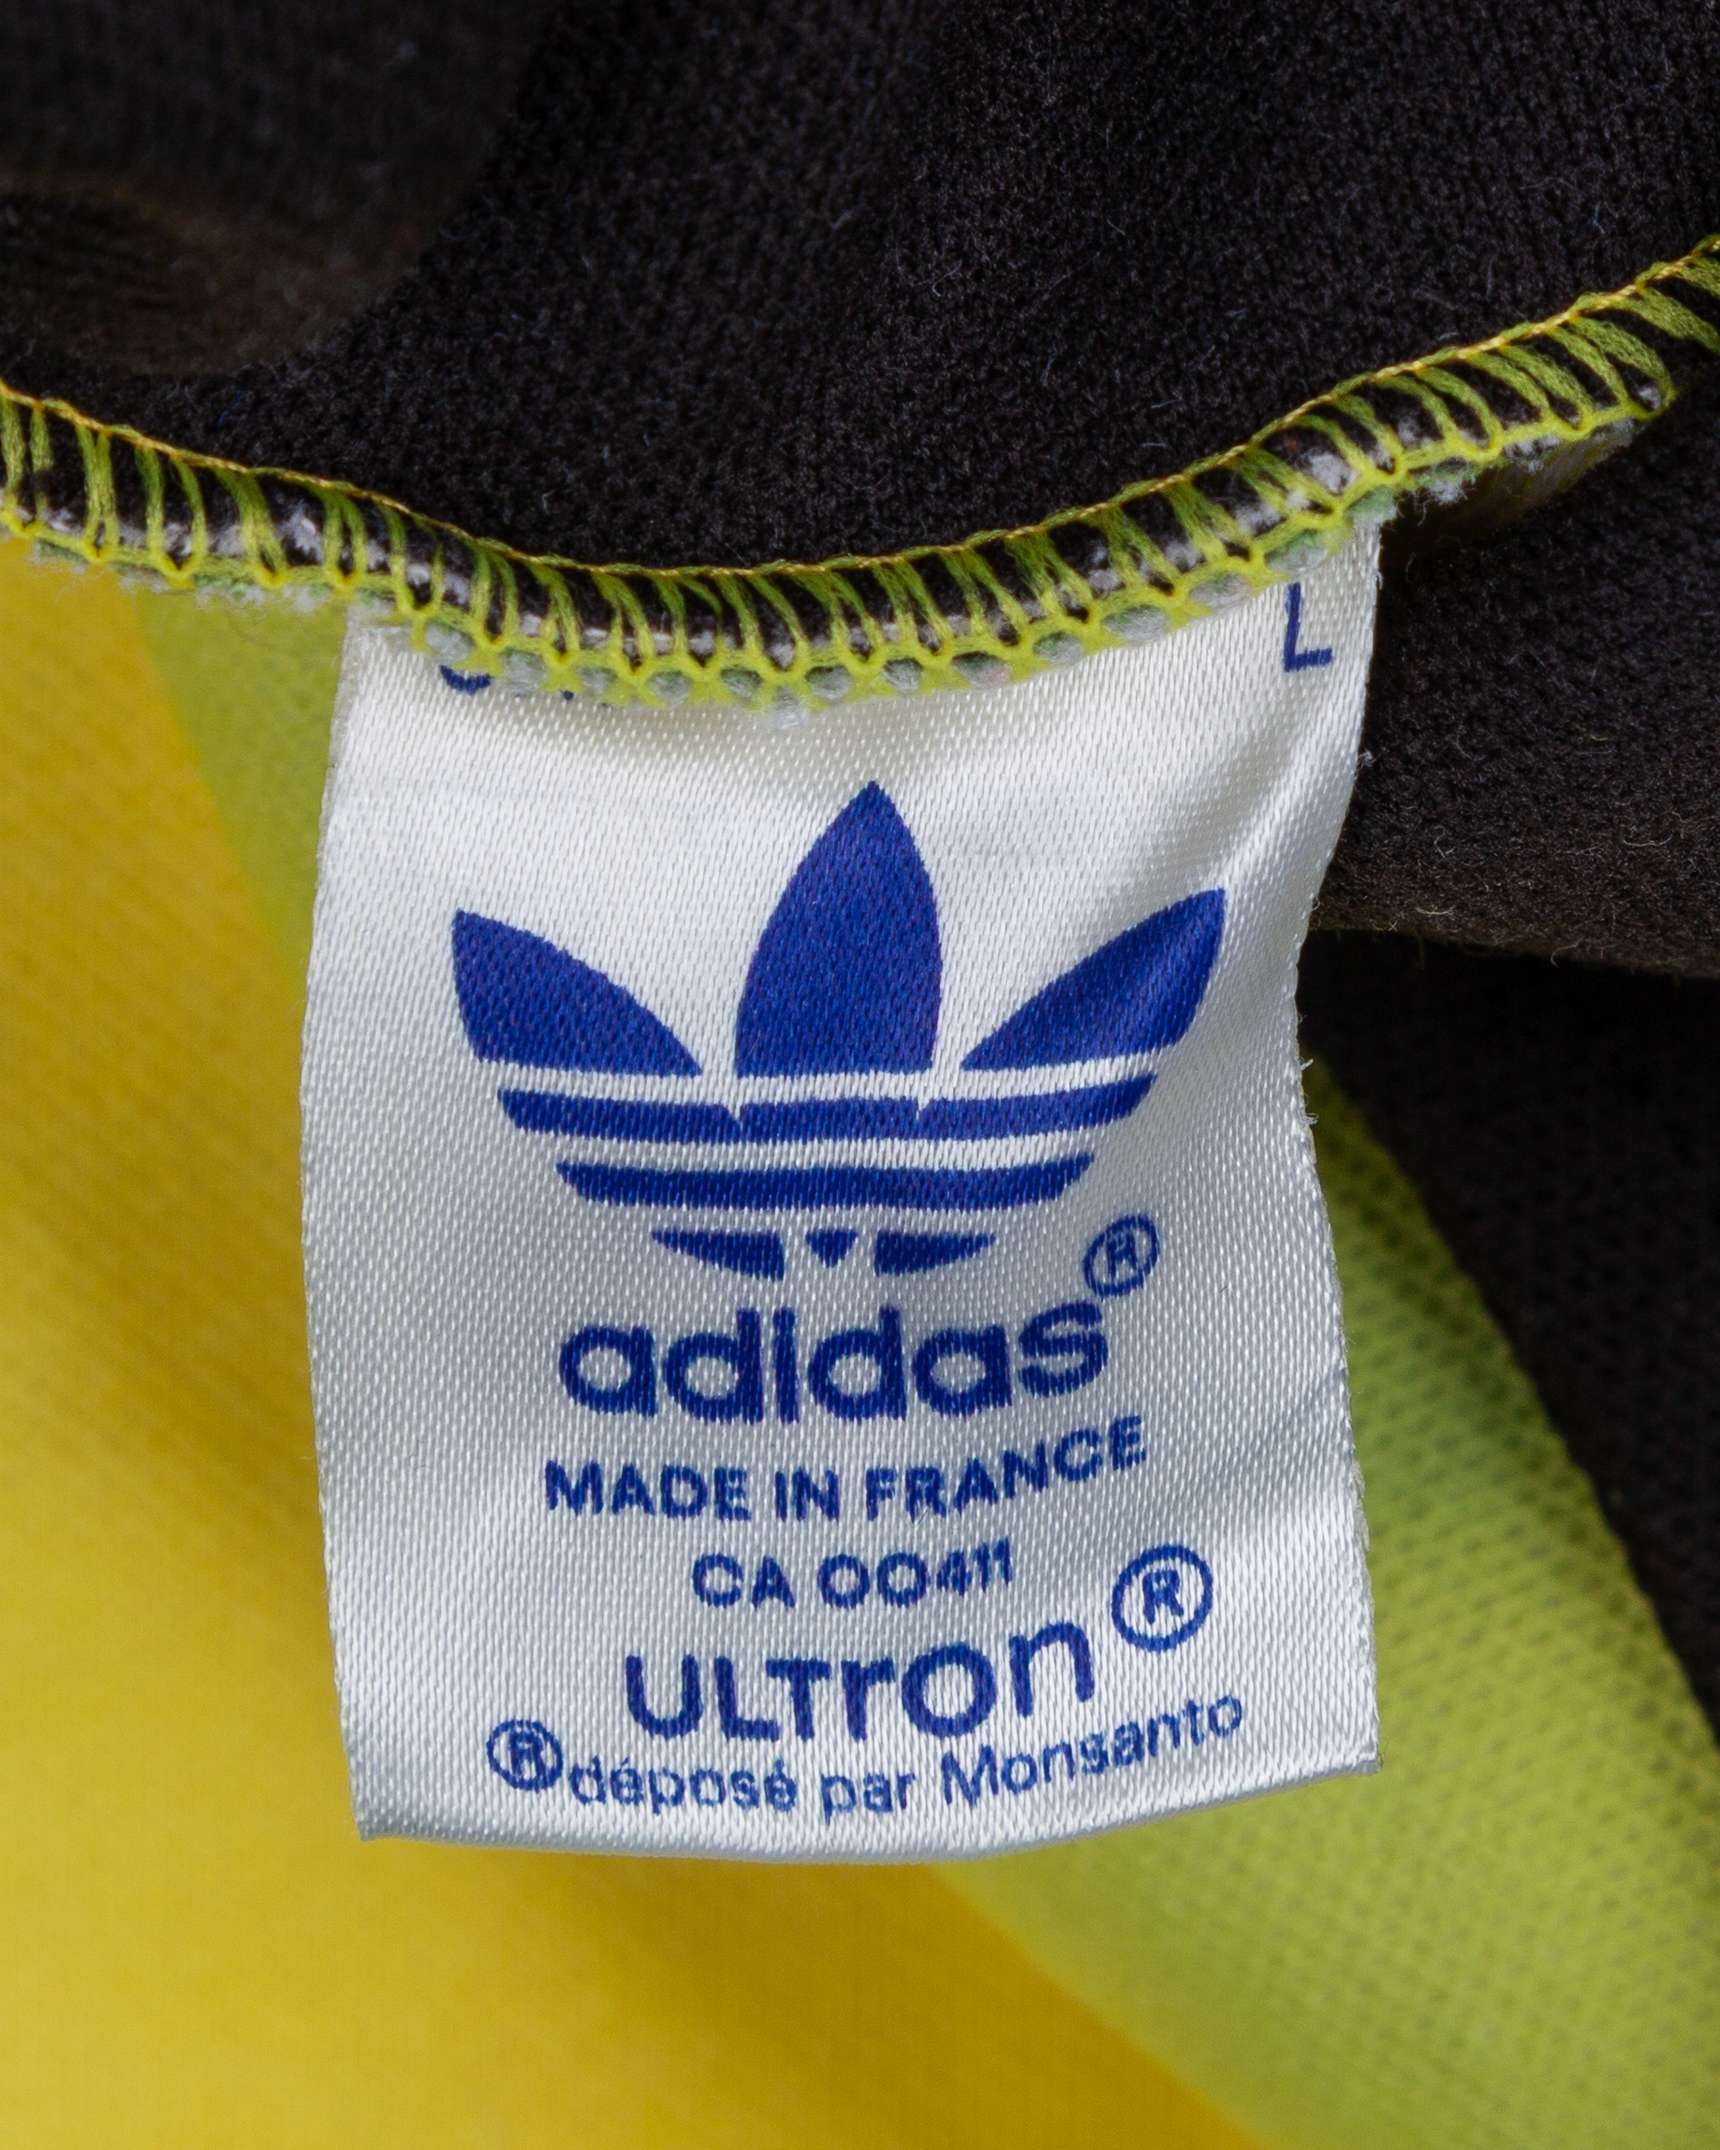 L
®
adidas
MADE IN FRANCE
CA 00411
ULTron ®
® déposé par Monsanto